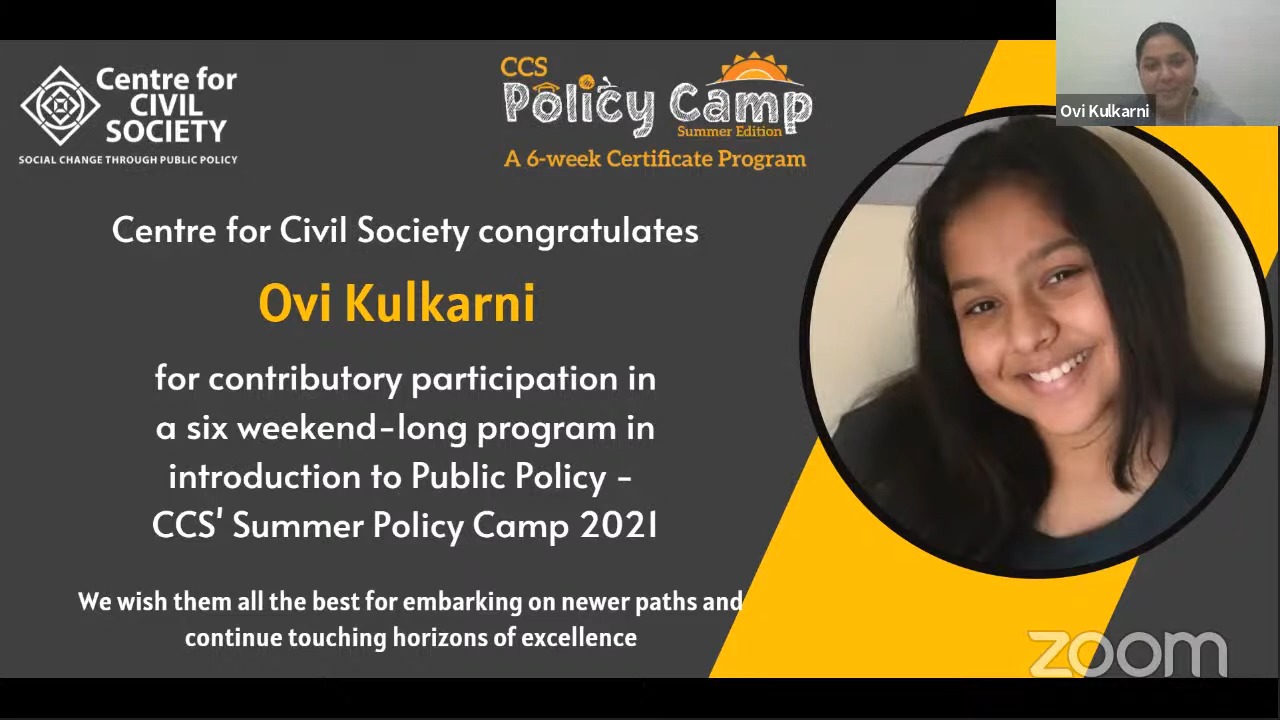 Centre for
CIVIL
SOCIETY
SOCIAL CHANGE THROUGH PUBLIC POLICY
CCS
Policy Camp
Summer Edition
A 6-week Certificate Program
Ovi Kulkarni
Centre for Civil Society congratulates
Ovi Kulkarni
for contributory participation in
a six weekend-long program in
introduction to Public Policy -
CCS' Summer Policy Camp 2021
We wish them all the best for embarking on newer paths and
continue touching horizons of excellence
zoom